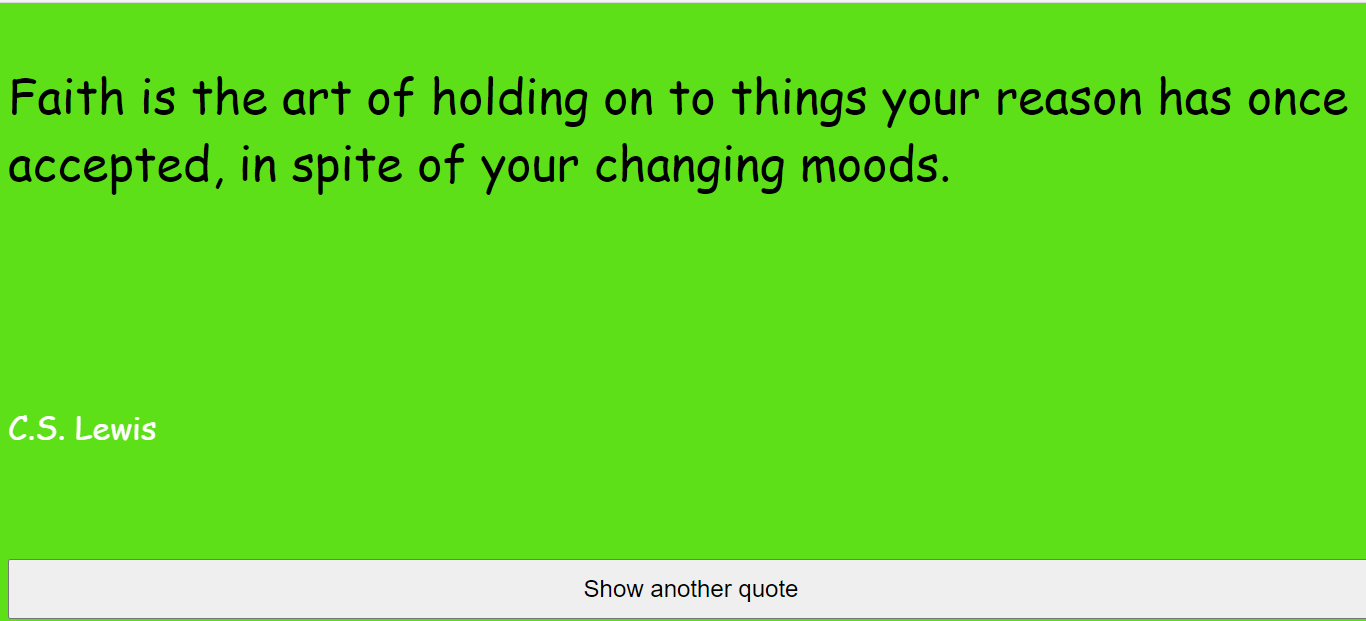 Faith is the art of holding on to things your reason has once
accepted, in spite of your changing moods.
C.S. Lewis
Show another quote